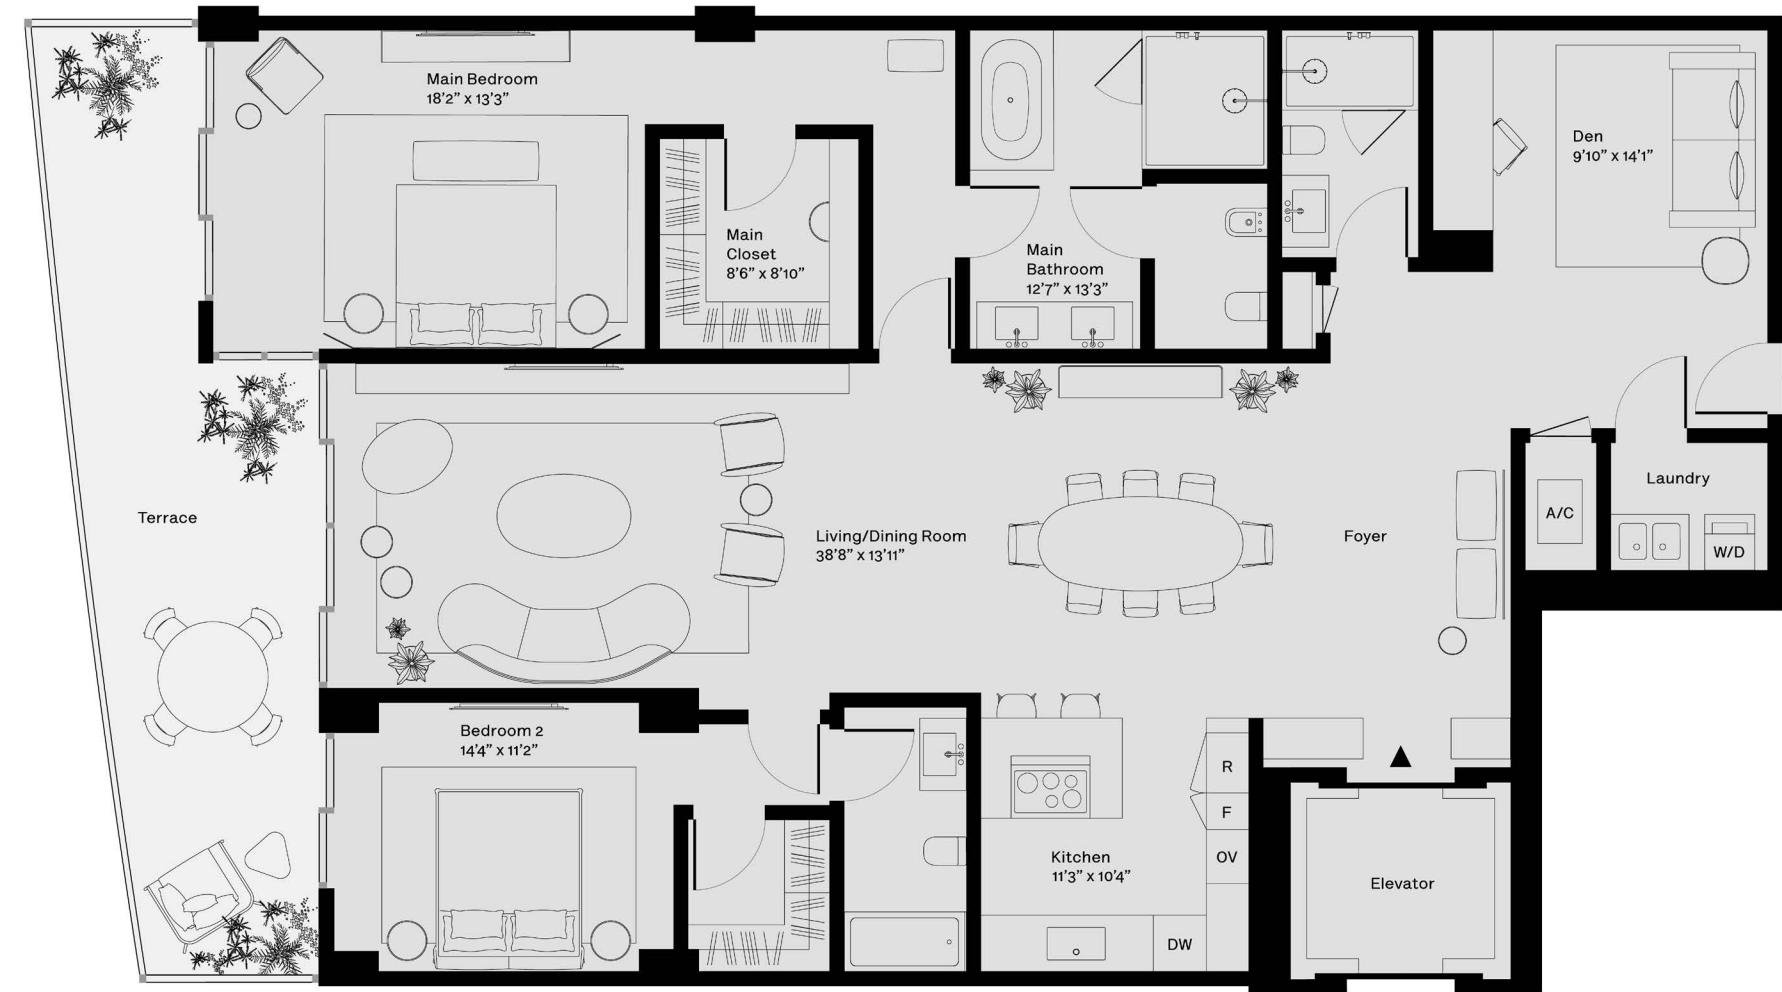 Main Bedroom
18'2" x 13'3"
Den
9'10" x 14'1"
Main
Closet
8'6" x 8'10"
Main
Bathroom
12'7" x 13'3"
Laundry
A/C
W/D
Terrace
Living/Dining Room
38'8" x 13'11"
Foyer
Bedroom 2
14'4" x 11'2"
R
F
OV
Kitchen
11'3" x 10'4"
DW
Elevator